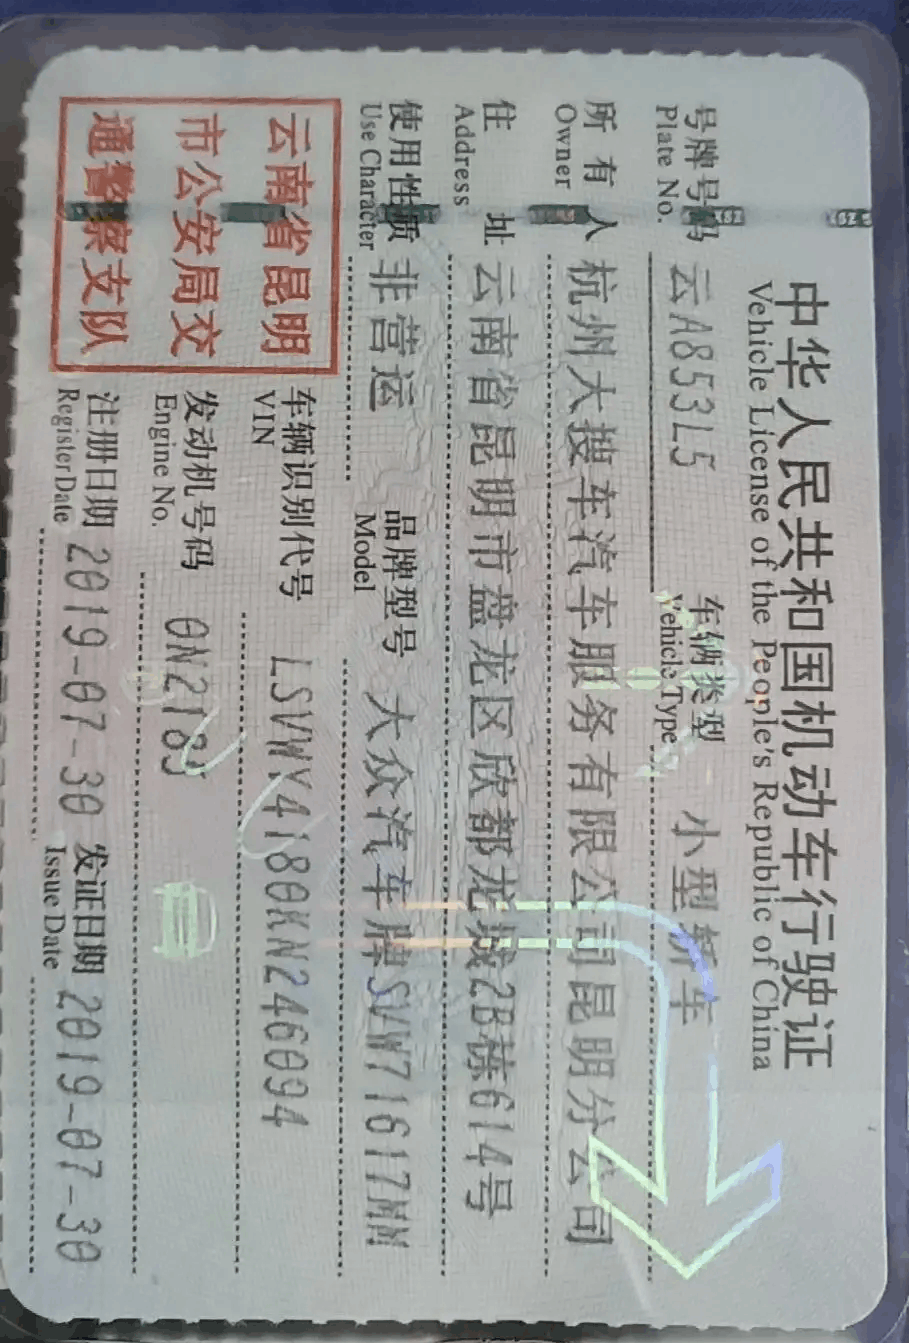 中华人民共和国机动车行驶证
Vehicle License of the People's Republic of China
号牌号码 云A853L5 车辆类型 小型轿车
Plate No. Vehicle Type
所有人 杭州大搜车汽车服务有限公司昆明分公司
Owner
住址 云南省昆明市盘龙区欣都龙城2B栋614号
Address
使用性质 非营运 品牌型号 大众汽车牌SVW71617MN
Use Character Model
云南省昆明
市公安局交
通警察支队
车辆识别代号 LSVWY4180KN246094
VIN
发动机号码 0N2185
Engine No.
注册日期 2019-07-30 发证日期 2019-07-30
Register Date Issue Date